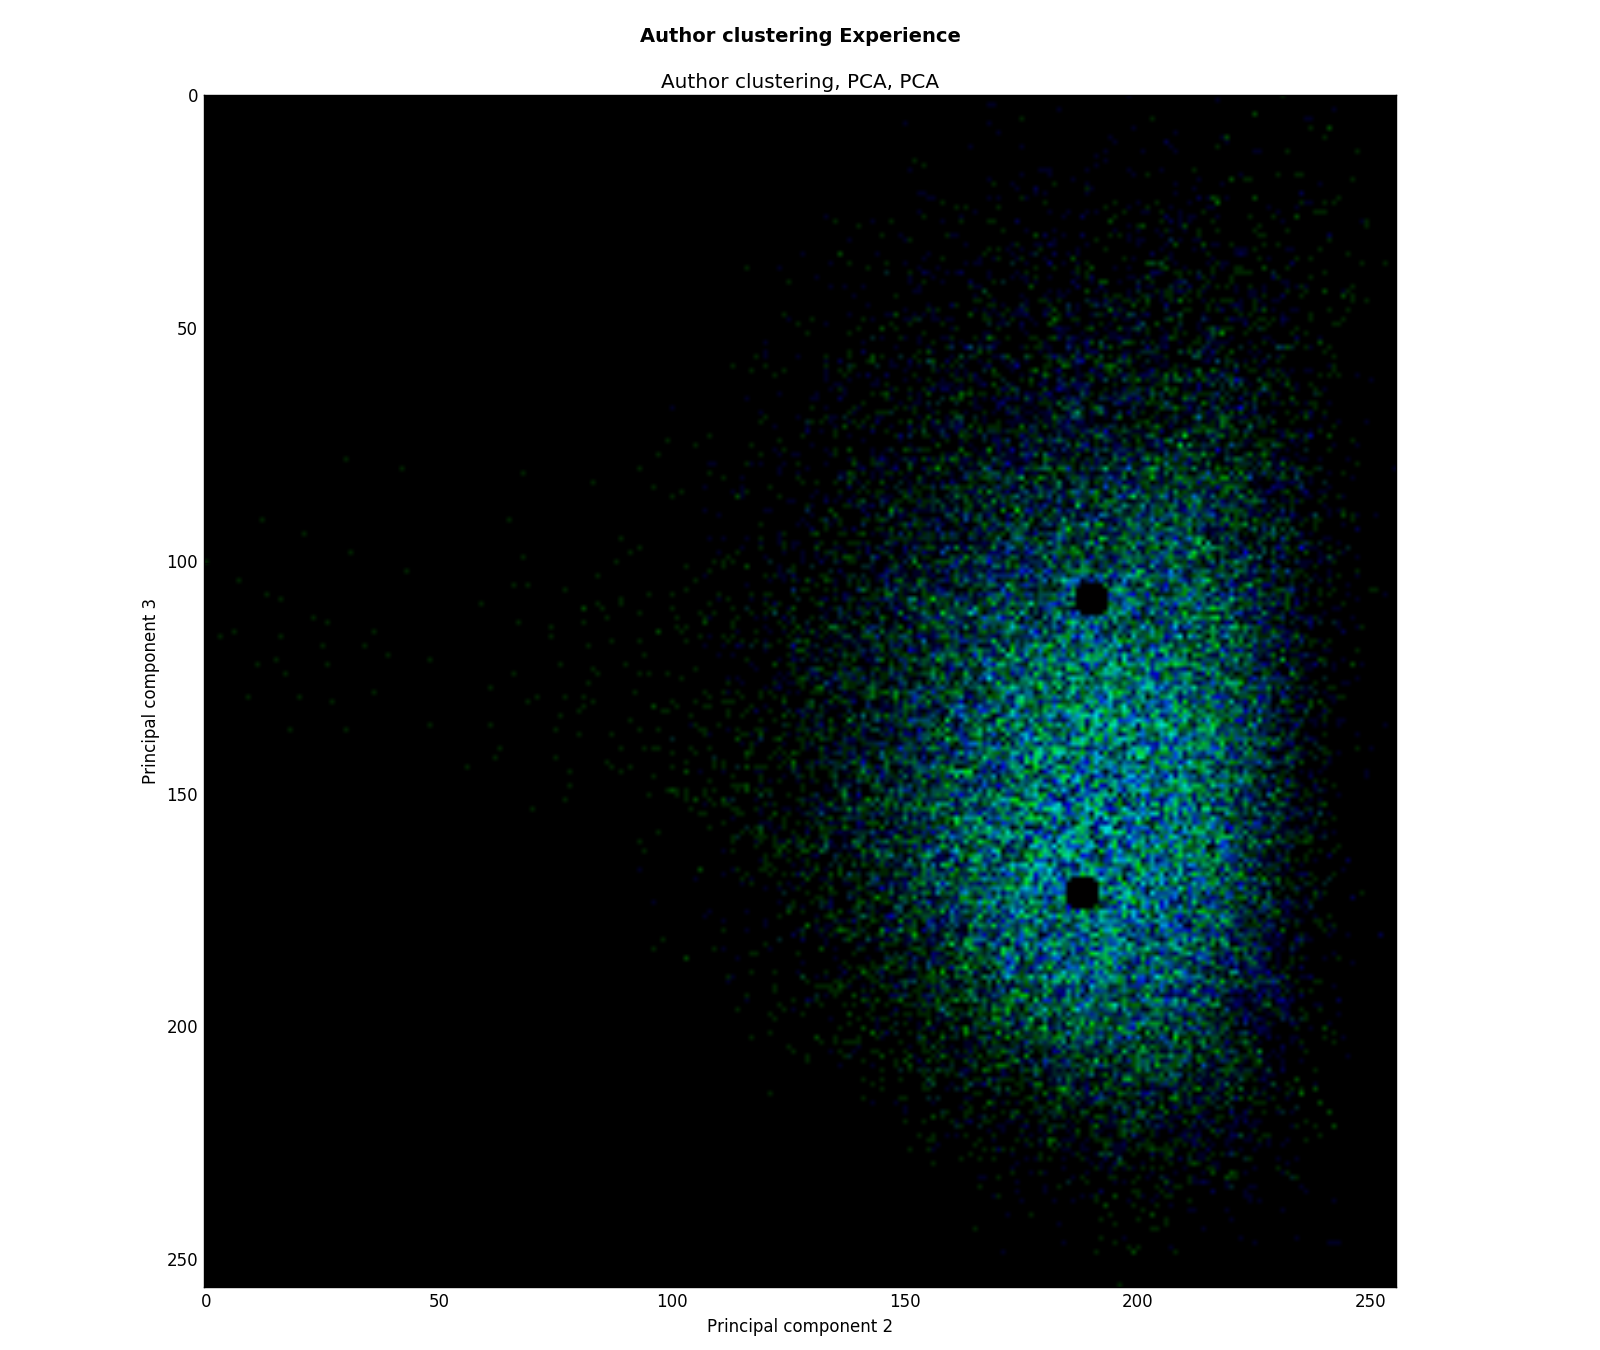 Author clustering Experience
Author clustering, PCA, PCA
0
50
100
150
200
250
Principal component 3
0 50 100 150 200 250
Principal component 2